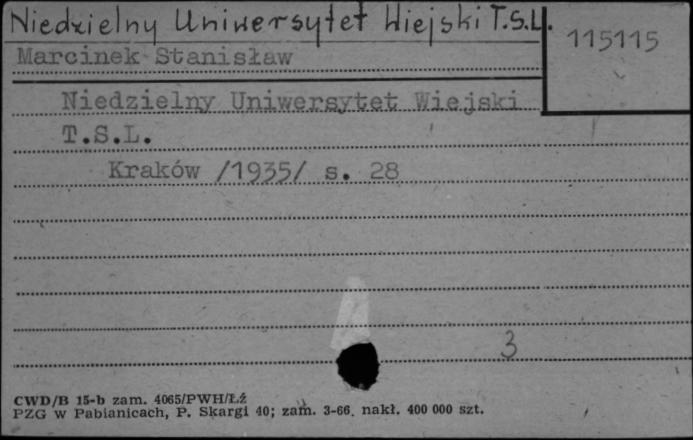 Niedzielny Uniwersytet Wiejski T.S.L.
115115
Marcinek Stanisław
Niedzielny Uniwersytet Wiejski
T.S.L.
Kraków /1935/ s. 28
3
CWD/B 15-b zam. 4065/PWH/Łź
PZG w Pabianicach, P. Skargi 40; zam. 3-66. nakł. 400 000 szt.